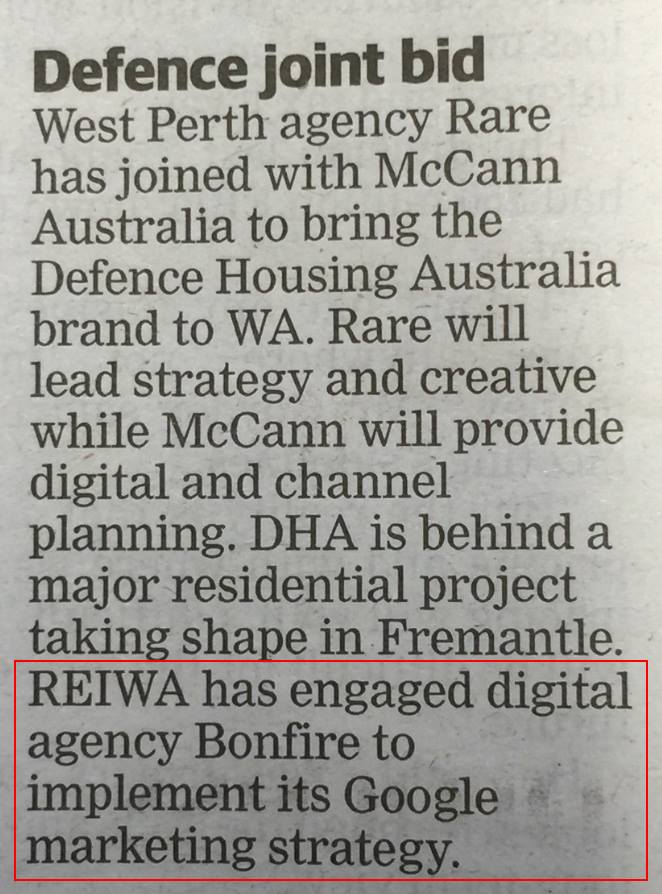 Defence joint bid
West Perth agency Rare
has joined with McCann
Australia to bring the
Defence Housing Australia
brand to WA. Rare will
lead strategy and creative
while McCann will provide
digital and channel
planning. DHA is behind a
major residential project
taking shape in Fremantle.
REIWA has engaged digital
agency Bonfire to
implement its Google
marketing strategy.